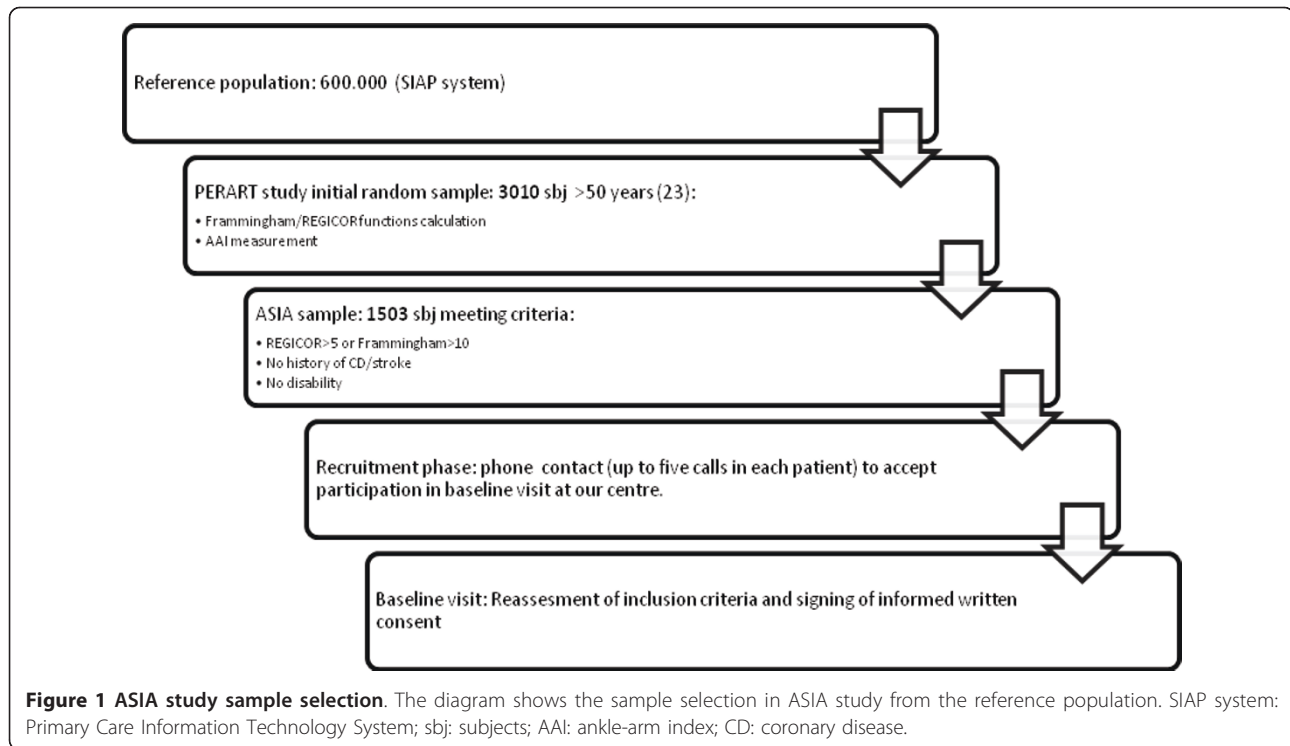 Reference population: 600.000 (SIAP system)
PERART study initial random sample: 3010 sbj >50 years (23):
• Frammingham/REGICOR functions calculation
• AAI measurement
ASIA sample: 1503 sbj meeting criteria:
• REGICOR>5 or Frammingham>10
• No history of CD/stroke
• No disability
Recruitment phase: phone contact (up to five calls in each patient) to accept
participation in baseline visit at our centre.
Baseline visit: Reassesment of inclusion criteria and signing of informed written
consent
Figure 1 ASIA study sample selection. The diagram shows the sample selection in ASIA study from the reference population. SIAP system:
Primary Care Information Technology System; sbj: subjects; AAI: ankle-arm index; CD: coronary disease.